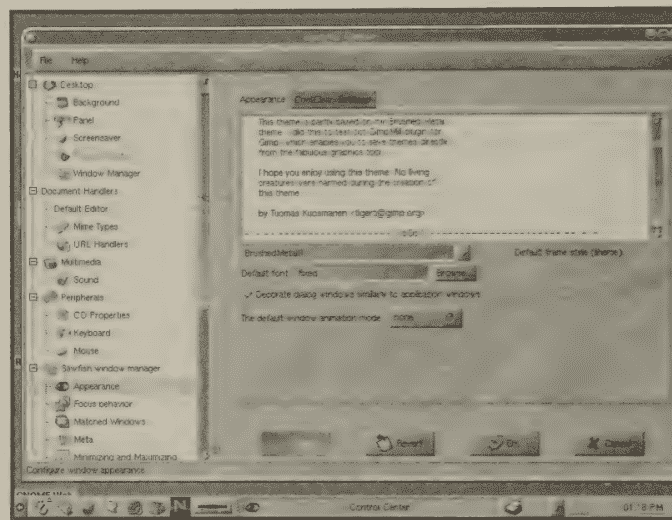 File Help
Desktop
Background
Panel
Screensaver
Window Manager
Document Handlers
Default Editor
Mime Types
URL Handlers
Multimedia
Sound
Peripherals
CD Properties
Keyboard
Mouse
Sawfish window manager
Appearance
Focus behavior
Matched Windows
Meta
Minimizing and Maximizing
Configure window appearance
Appearance
This theme is partly based on my Brushed Metal
theme. I did this to test out GimpMill plugin for
Gimp, which enables you to save themes directly
from the fabulous graphics tool.
I hope you enjoy using this theme. No living
creatures were harmed during the creation of
this theme.
by Tuomas Kuosmanen <tigert@gimp.org>
Default frame style (theme).
Default font: fixed
Browse...
Decorate dialog windows similarly to application windows
The default window animation mode: none
Revert
OK
Cancel
Control Center
01:18 PM